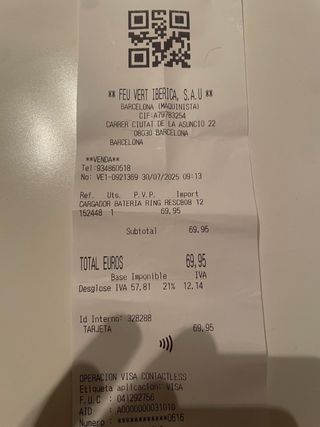 ** FEU VERT IBERICA, S.A.U **
BARCELONA (MAQUINISTA)
CIF:A79783254
CARRER CIUTAT DE LA ASUNCIO 22
08030 BARCELONA
BARCELONA
**VENDA**
Tel:934860518
No: VE1-0921369 30/07/2025 09:13
Ref. Uts. P.V.P. Import
CARGADOR BATERIA RING RESC808 12
152448 1 69,95
Subtotal 69,95
TOTAL EUROS 69,95
Base Imponible IVA
Desglose IVA 57,81 21% 12,14
Id Interno: 328288
TARJETA 69,95
OPERACION VISA CONTACTLESS
Etiqueta aplicacion: VISA
F.U.C : 041292756
AID : A0000000031010
Numero : ************0616